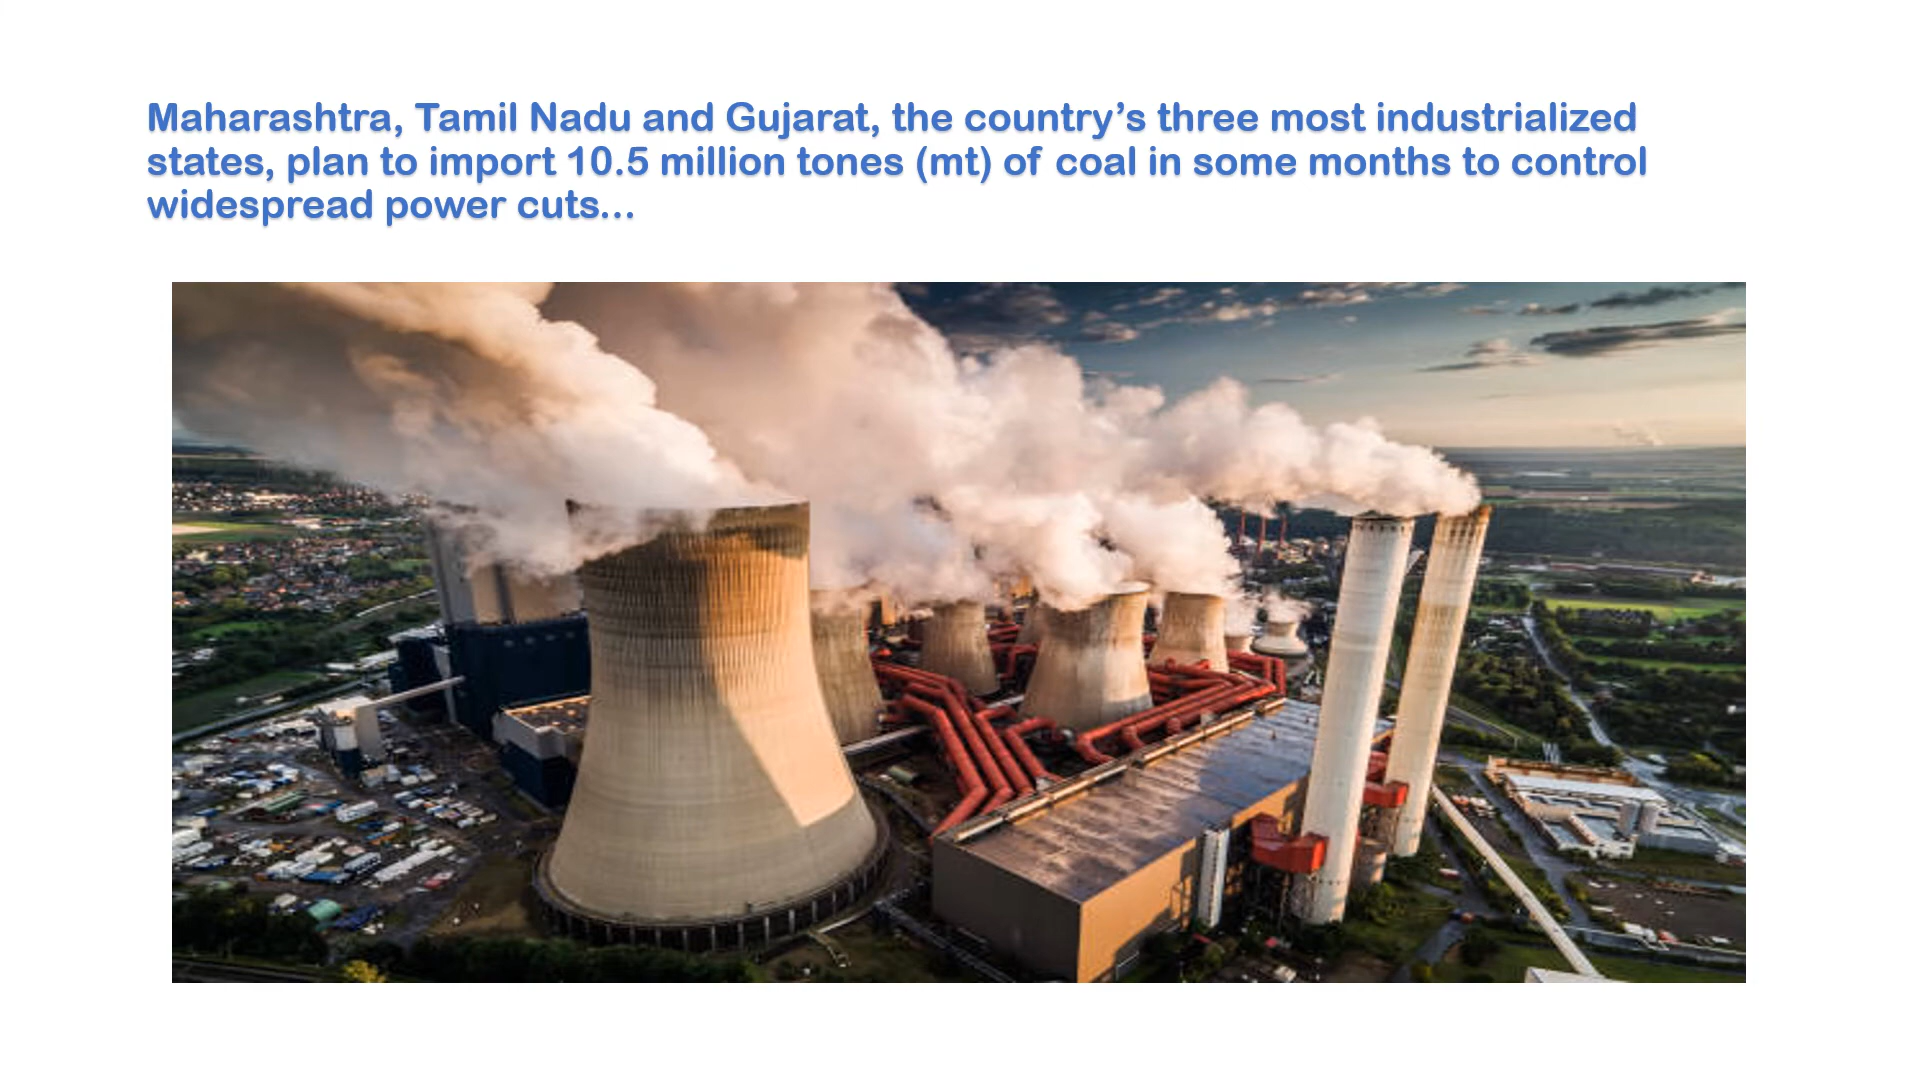 Maharashtra, Tamil Nadu and Gujarat, the country’s three most industrialized
states, plan to import 10.5 million tones (mt) of coal in some months to control
widespread power cuts…